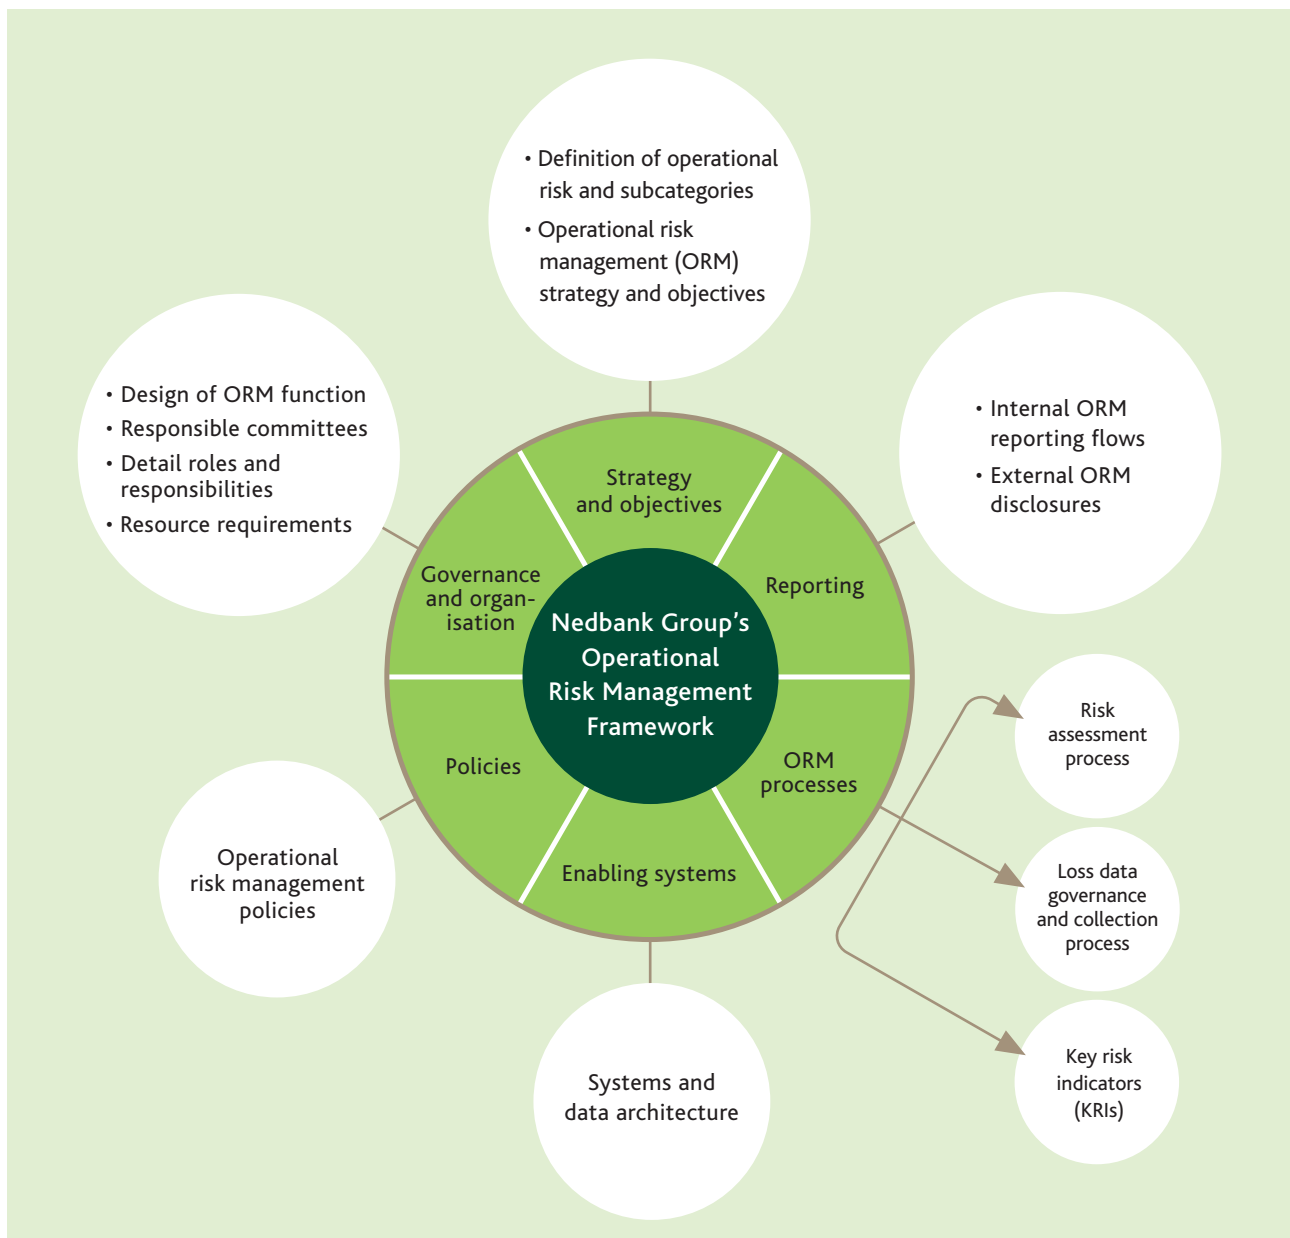 • Definition of operational
risk and subcategories
• Operational risk
management (ORM)
strategy and objectives
• Design of ORM function
• Responsible committees
• Detail roles and
responsibilities
• Resource requirements
• Internal ORM
reporting flows
• External ORM
disclosures
Strategy
and objectives
Governance
and organ-
isation
Reporting
Nedbank Group's
Operational
Risk Management
Framework
Policies
ORM
processes
Enabling systems
Risk
assessment
process
Operational
risk management
policies
Loss data
governance
and collection
process
Systems and
data architecture
Key risk
indicators
(KRIs)